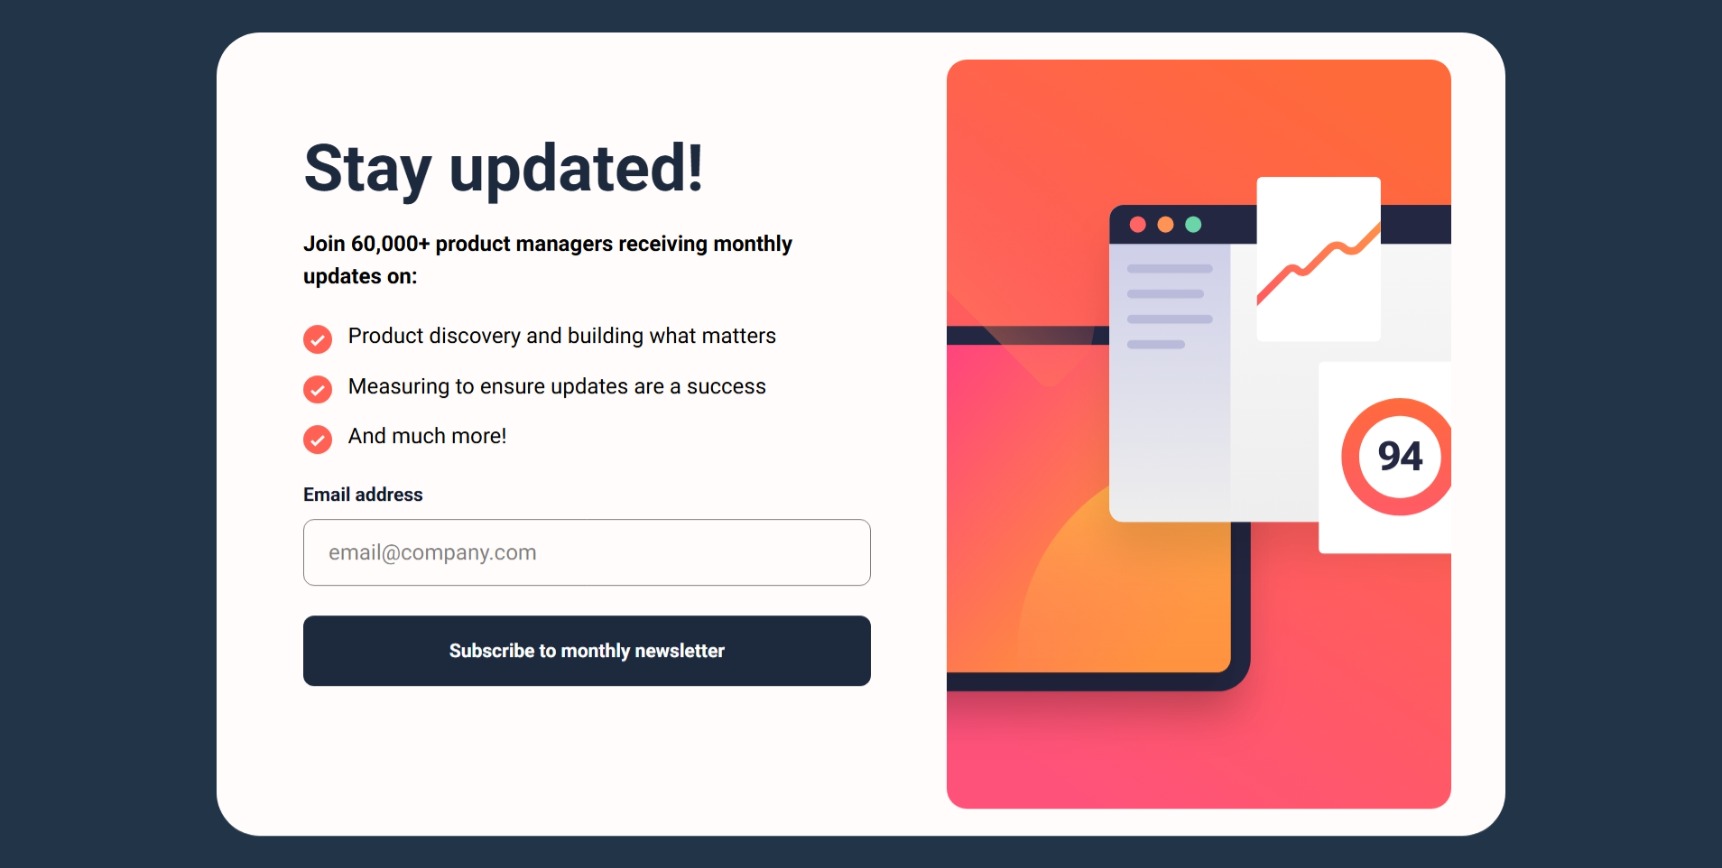 Stay updated!
Join 60,000+ product managers receiving monthly
updates on:
Product discovery and building what matters
Measuring to ensure updates are a success
And much more!
Email address
email@company.com
Subscribe to monthly newsletter
94